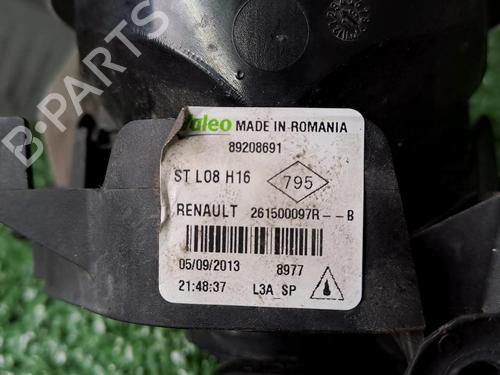 B-PARTS
Valeo MADE IN ROMANIA
89208691
ST L08 H16
795
RENAULT 261500097R--B
05/09/2013 8977
21:48:37 L3A_SP